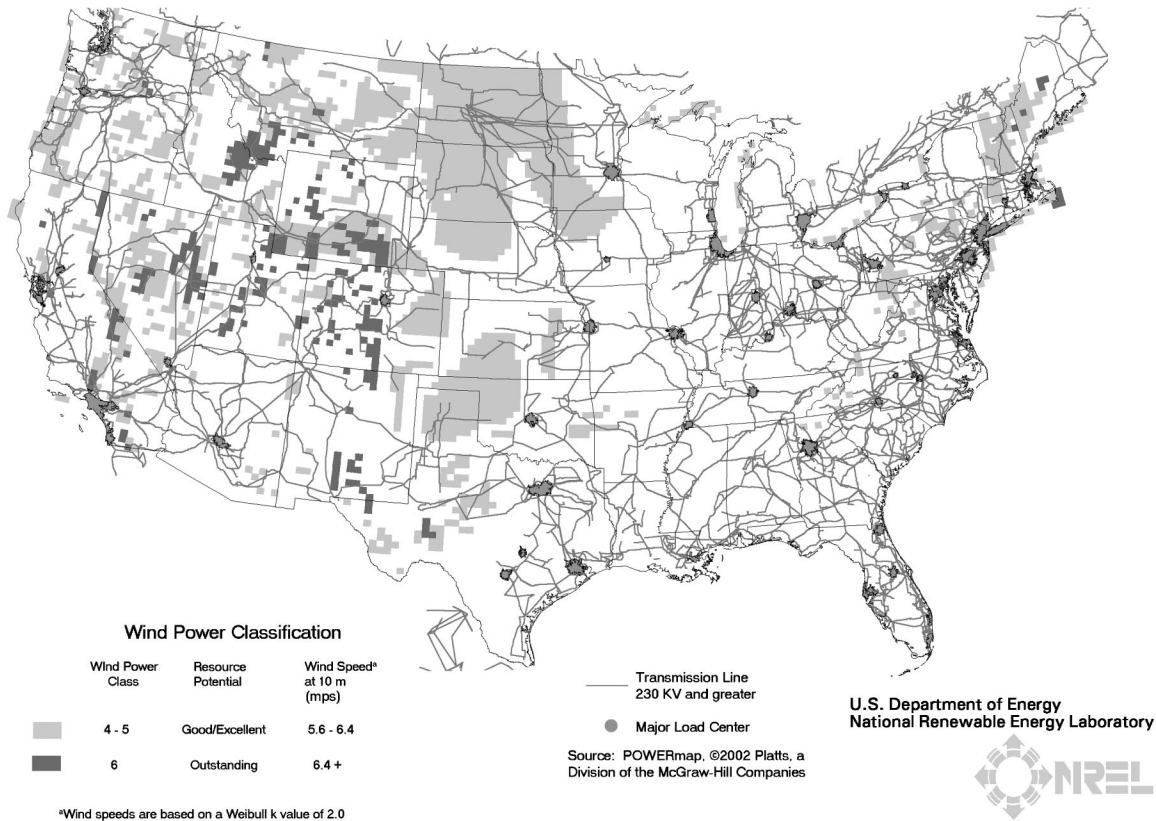 Wind Power Classification
WInd Power
Class
Resource
Potential
Wind Speedᵃ
at 10 m
(mps)
4 - 5 Good/Excellent 5.6 - 6.4
6 Outstanding 6.4 +
ᵃWind speeds are based on a Weibull k value of 2.0
Transmission Line
230 KV and greater
Major Load Center
Source: POWERmap, ©2002 Platts, a
Division of the McGraw-Hill Companies
U.S. Department of Energy
National Renewable Energy Laboratory
NREL